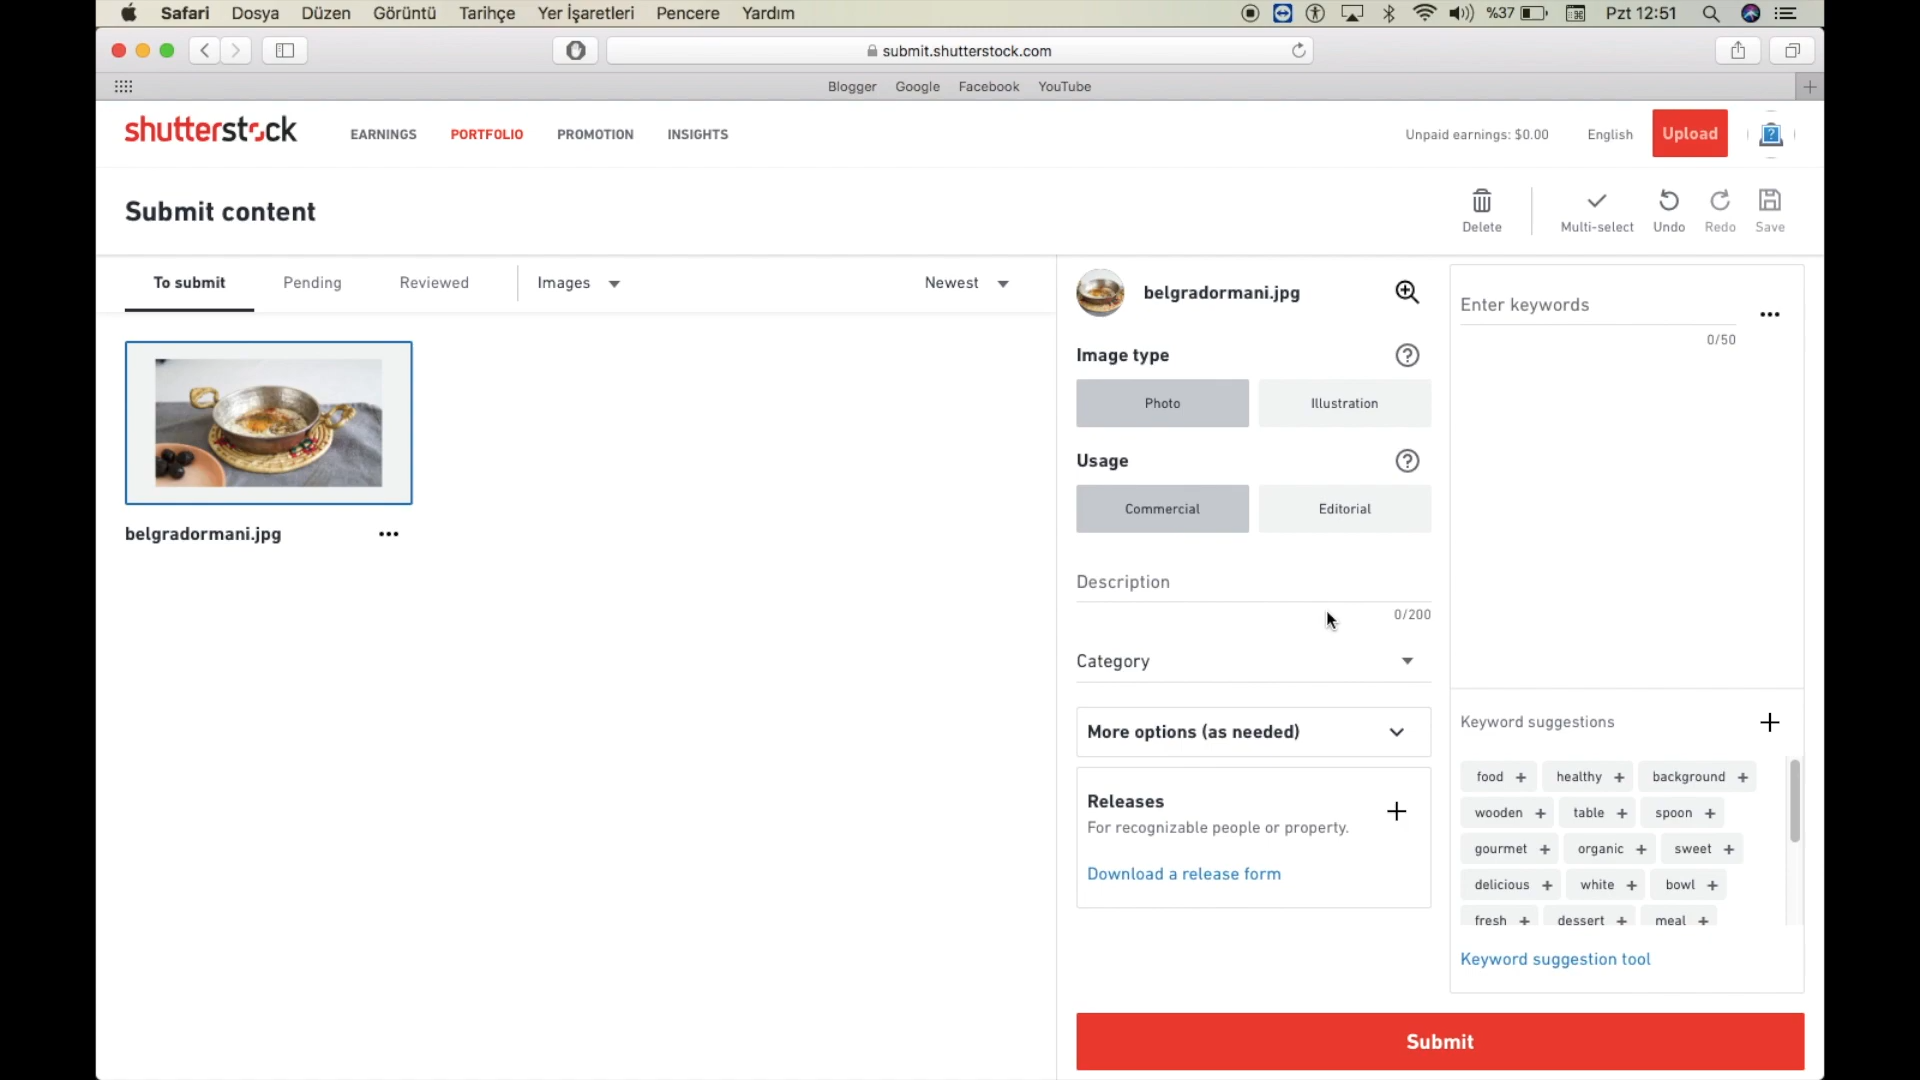 Safari Dosya Düzen Görüntü Tarihçe Yer İşaretleri Pencere Yardım %37 Pzt 12:51
submit.shutterstock.com
Blogger Google Facebook YouTube
shutterstock EARNINGS PORTFOLIO PROMOTION INSIGHTS Unpaid earnings: $0.00 English Upload
Submit content
Delete Multi-select Undo Redo Save
To submit Pending Reviewed Images Newest
belgradormani.jpg
belgradormani.jpg
Image type
Photo Illustration
Usage
Commercial Editorial
Description
0/200
Category
More options (as needed)
Releases
For recognizable people or property.
Download a release form
Enter keywords
0/50
Keyword suggestions
food + healthy + background +
wooden + table + spoon +
gourmet + organic + sweet +
delicious + white + bowl +
fresh + dessert + meal +
Keyword suggestion tool
Submit